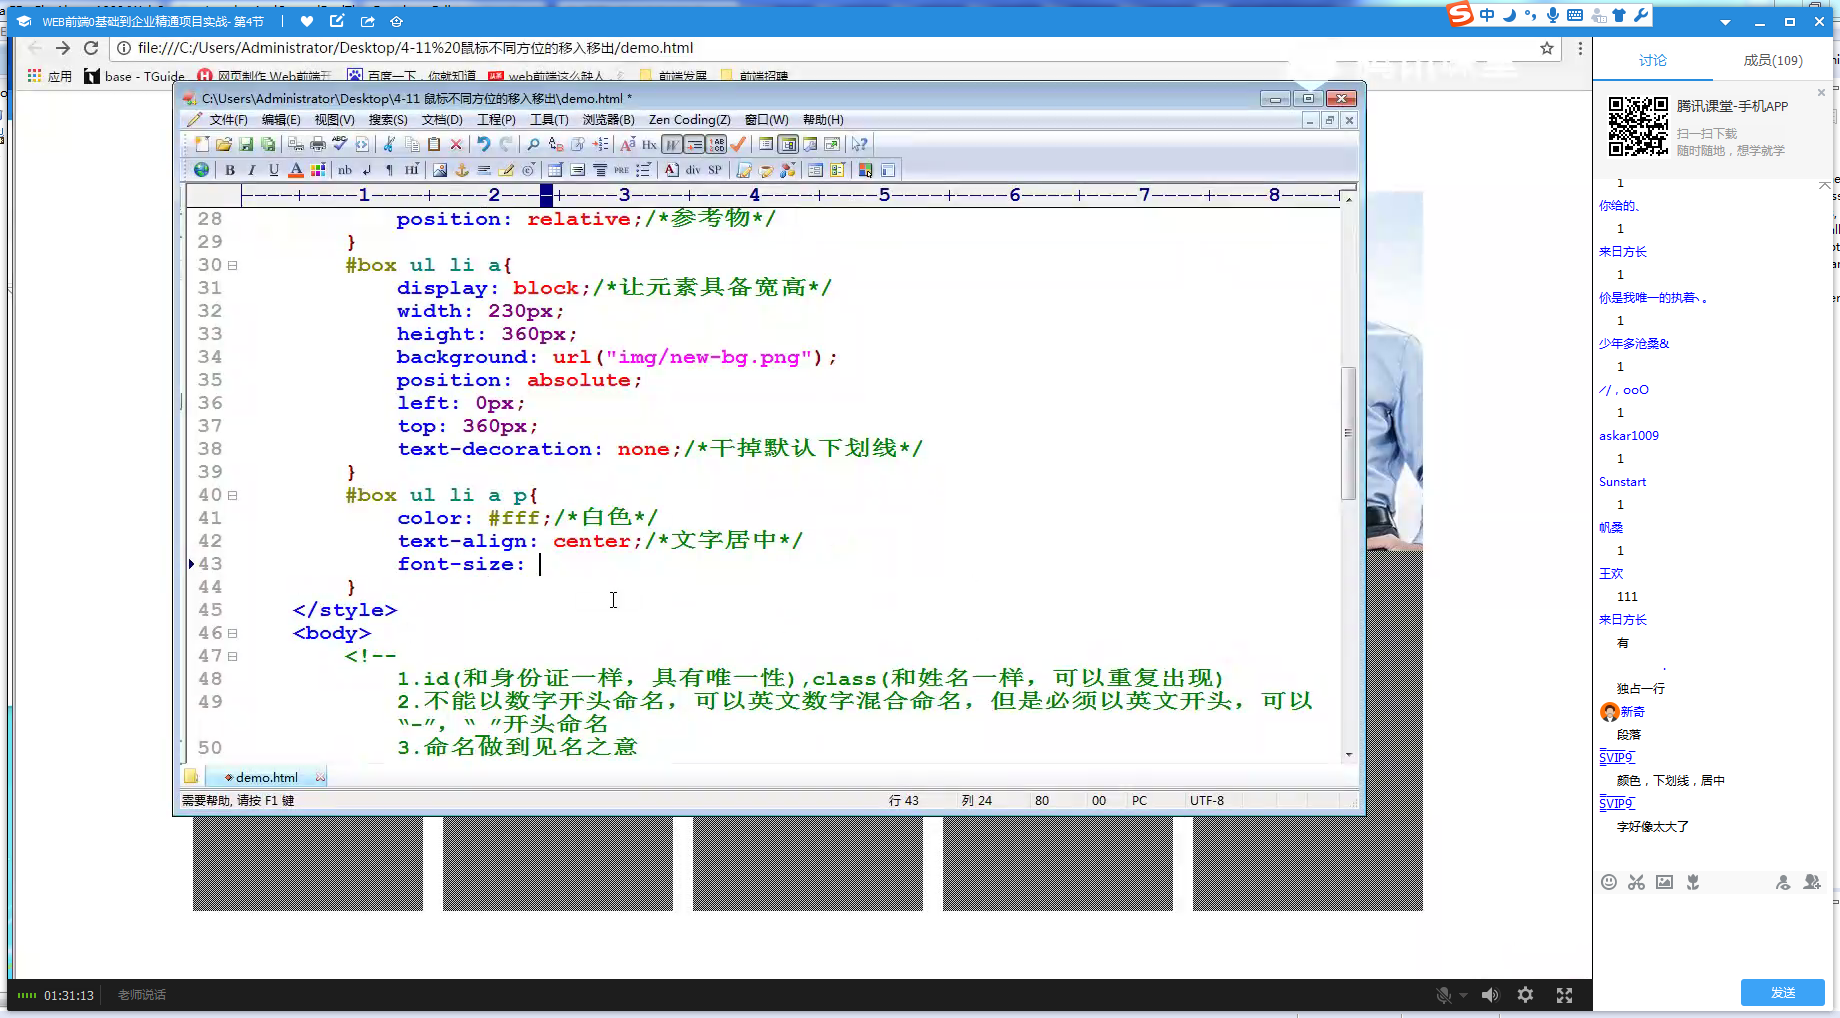 WEB前端0基础到企业精通项目实战- 第4节
中
file:///C:/Users/Administrator/Desktop/4-11%20鼠标不同方位的移入移出/demo.html
应用
base - TGuide
网页制作 Web前端开
百度一下，你就知道
web前端这么缺人，
前端发展
前端招聘
C:\Users\Administrator\Desktop\4-11 鼠标不同方位的移入移出\demo.html *
文件(F) 编辑(E) 视图(V) 搜索(S) 文档(D) 工程(P) 工具(T) 浏览器(B) Zen Coding(Z) 窗口(W) 帮助(H)
----+----1----+----2----+----3----+----4----+----5----+----6----+----7----+----8----+
28 position: relative;/*参考物*/
29 }
30 #box ul li a{
31 display: block;/*让元素具备宽高*/
32 width: 230px;
33 height: 360px;
34 background: url("img/new-bg.png");
35 position: absolute;
36 left: 0px;
37 top: 360px;
38 text-decoration: none;/*干掉默认下划线*/
39 }
40 #box ul li a p{
41 color: #fff;/*白色*/
42 text-align: center;/*文字居中*/
43 font-size:
44 }
45 </style>
46 <body>
47 <!--
48 1.id(和身份证一样，具有唯一性),class(和姓名一样，可以重复出现)
49 2.不能以数字开头命名，可以英文数字混合命名，但是必须以英文开头，可以
“-”，“_”开头命名
50 3.命名做到见名之意
demo.html
需要帮助, 请按 F1 键
行 43 列 24 80 00 PC UTF-8
01:31:13 老师说话
讨论 成员(109)
腾讯课堂-手机APP
扫一扫下载
随时随地，想学就学
1
你给的、
1
来日方长
1
伱是我唯一的执着丶。
1
少年多沧桑&
1
//，ooO
1
askar1009
1
Sunstart
1
帆桑
1
王欢
111
来日方长
有
独占一行
新奇
段落
SVIP9
颜色，下划线，居中
SVIP9
字好像太大了
发送